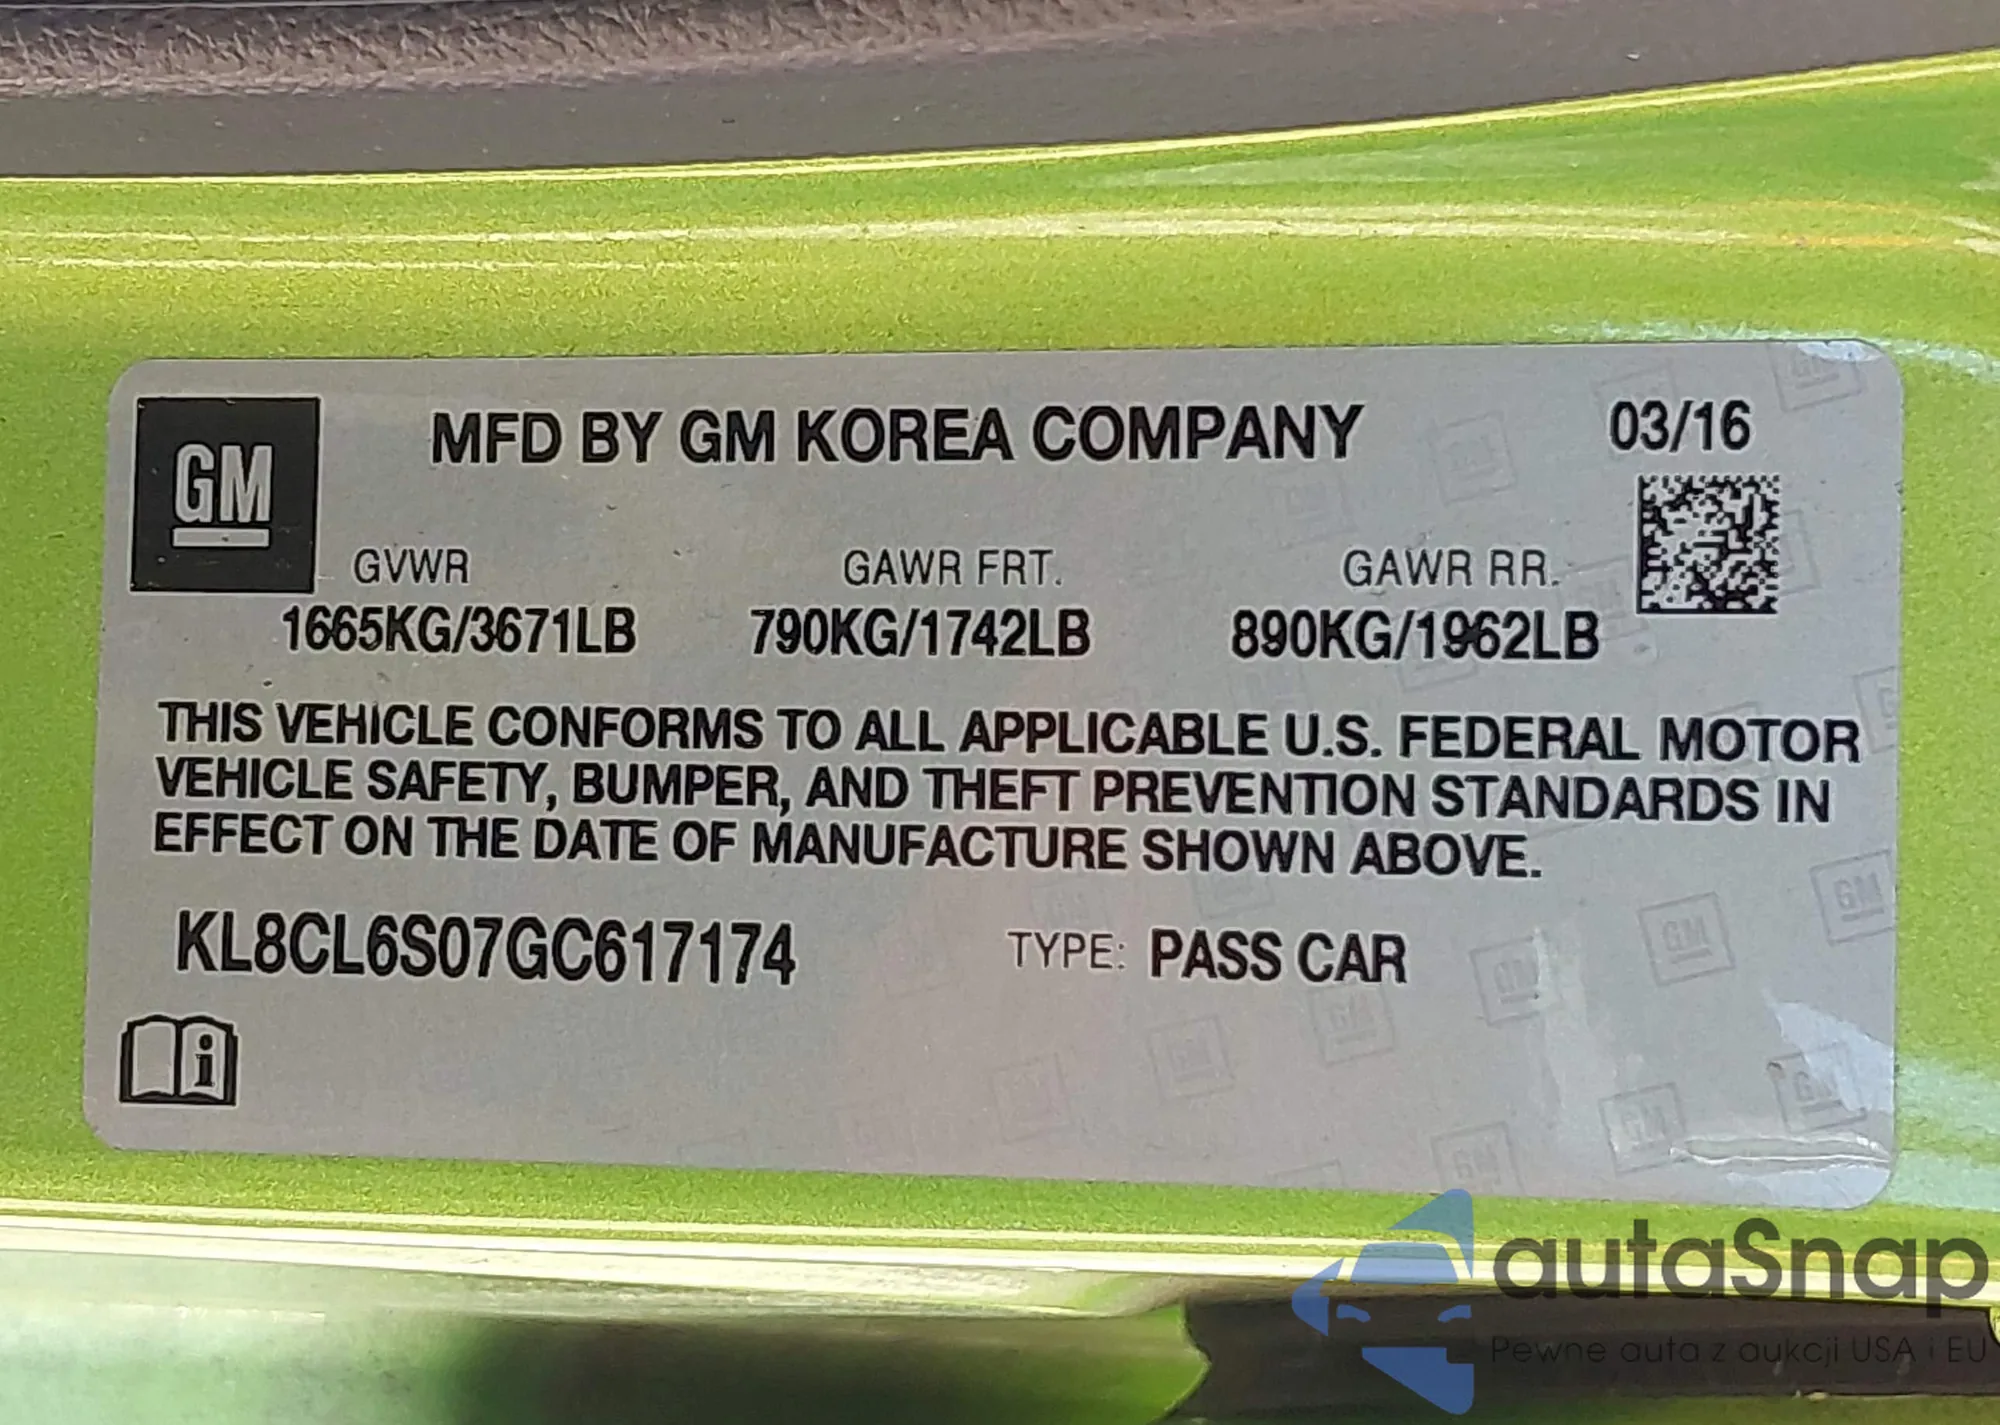 GM
MFD BY GM KOREA COMPANY 03/16
GVWR GAWR FRT. GAWR RR.
1665KG/3671LB 790KG/1742LB 890KG/1962LB
THIS VEHICLE CONFORMS TO ALL APPLICABLE U.S. FEDERAL MOTOR
VEHICLE SAFETY, BUMPER, AND THEFT PREVENTION STANDARDS IN
EFFECT ON THE DATE OF MANUFACTURE SHOWN ABOVE.
KL8CL6S07GC617174 TYPE: PASS CAR
i
autaSnap
Pewne auta z aukcji USA i EU